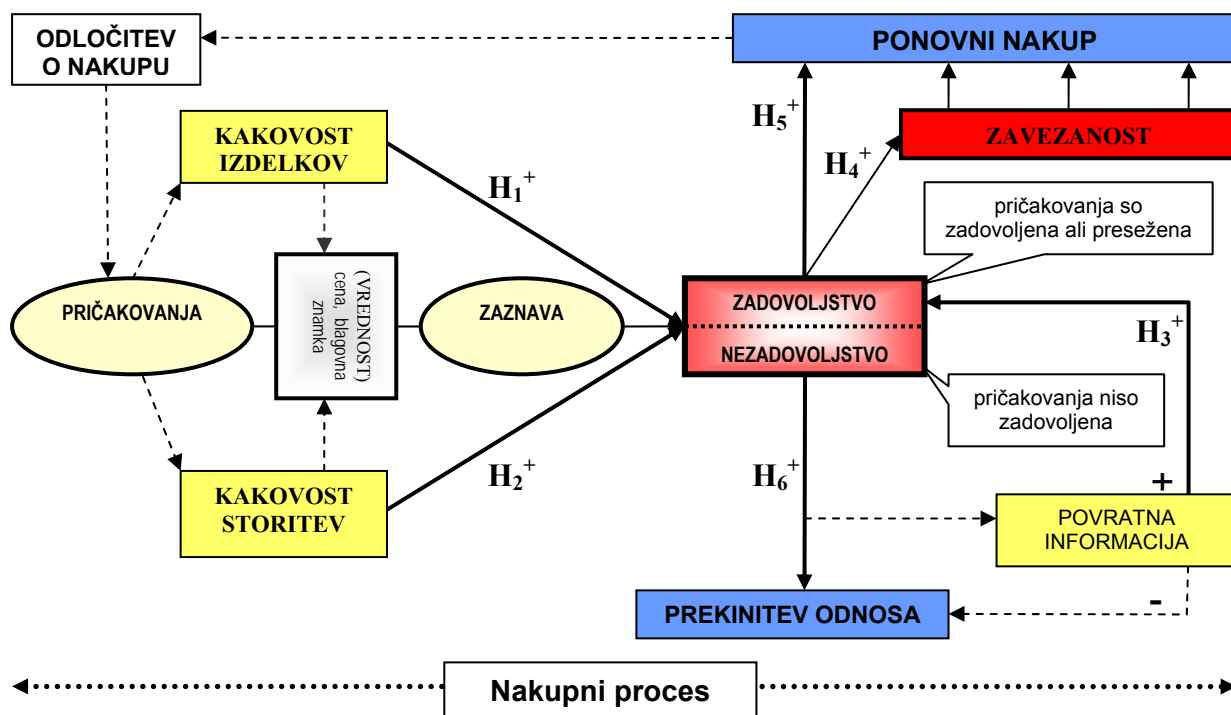 ODLOČITEV
O NAKUPU
PONOVNI NAKUP
KAKOVOST
IZDELKOV
H₁⁺
H₅⁺
H₄⁺
ZAVEZANOST
pričakovanja so
zadovoljena ali presežena
PRIČAKOVANJA
(VREDNOST)
cena, blagovna
znamka
ZAZNAVA
ZADOVOLJSTVO
NEZADOVOLJSTVO
H₃⁺
pričakovanja niso
zadovoljena
KAKOVOST
STORITEV
H₂⁺
H₆⁺
+
POVRATNA
INFORMACIJA
-
PREKINITEV ODNOSA
Nakupni proces